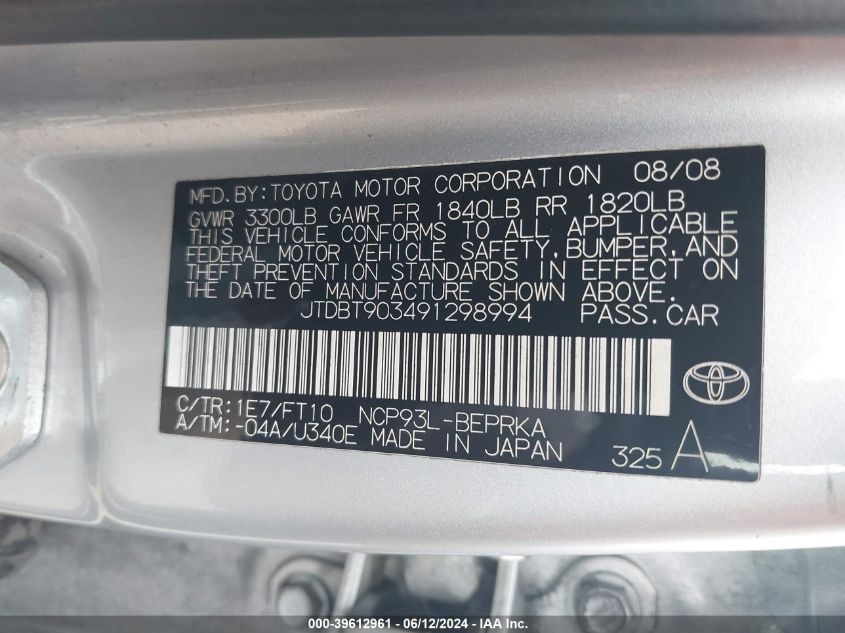 MFD.BY:TOYOTA MOTOR CORPORATION 08/08
GVWR 3300LB GAWR FR 1840LB RR 1820LB
THIS VEHICLE CONFORMS TO ALL APPLICABLE
FEDERAL MOTOR VEHICLE SAFETY, BUMPER, AND
THEFT PREVENTION STANDARDS IN EFFECT ON
THE DATE OF MANUFACTURE SHOWN ABOVE.
JTDBT903491298994 PASS.CAR
C/TR:1E7/FT10 NCP93L-BEPRKA
A/TM:-04A/U340E MADE IN JAPAN 325 A
000-39612961 - 06/12/2024 - IAA Inc.